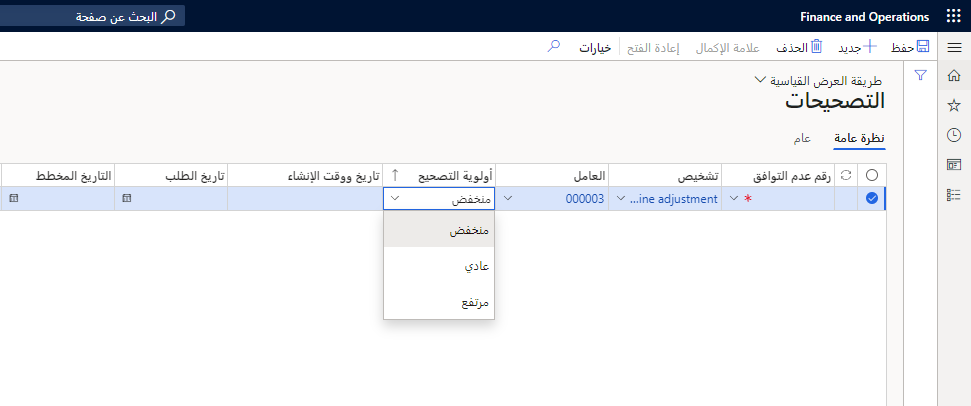 Finance and Operations
البحث عن صفحة
حفظ
جديد
الحذف
علامة الإكمال
إعادة الفتح
خيارات
طريقة العرض القياسية
التصحيحات
نظرة عامة
عام
رقم عدم التوافق
تشخيص
العامل
أولوية التصحيح
تاريخ ووقت الإنشاء
تاريخ الطلب
التاريخ المخطط
*
...ine adjustment
000003
منخفض
منخفض
عادي
مرتفع